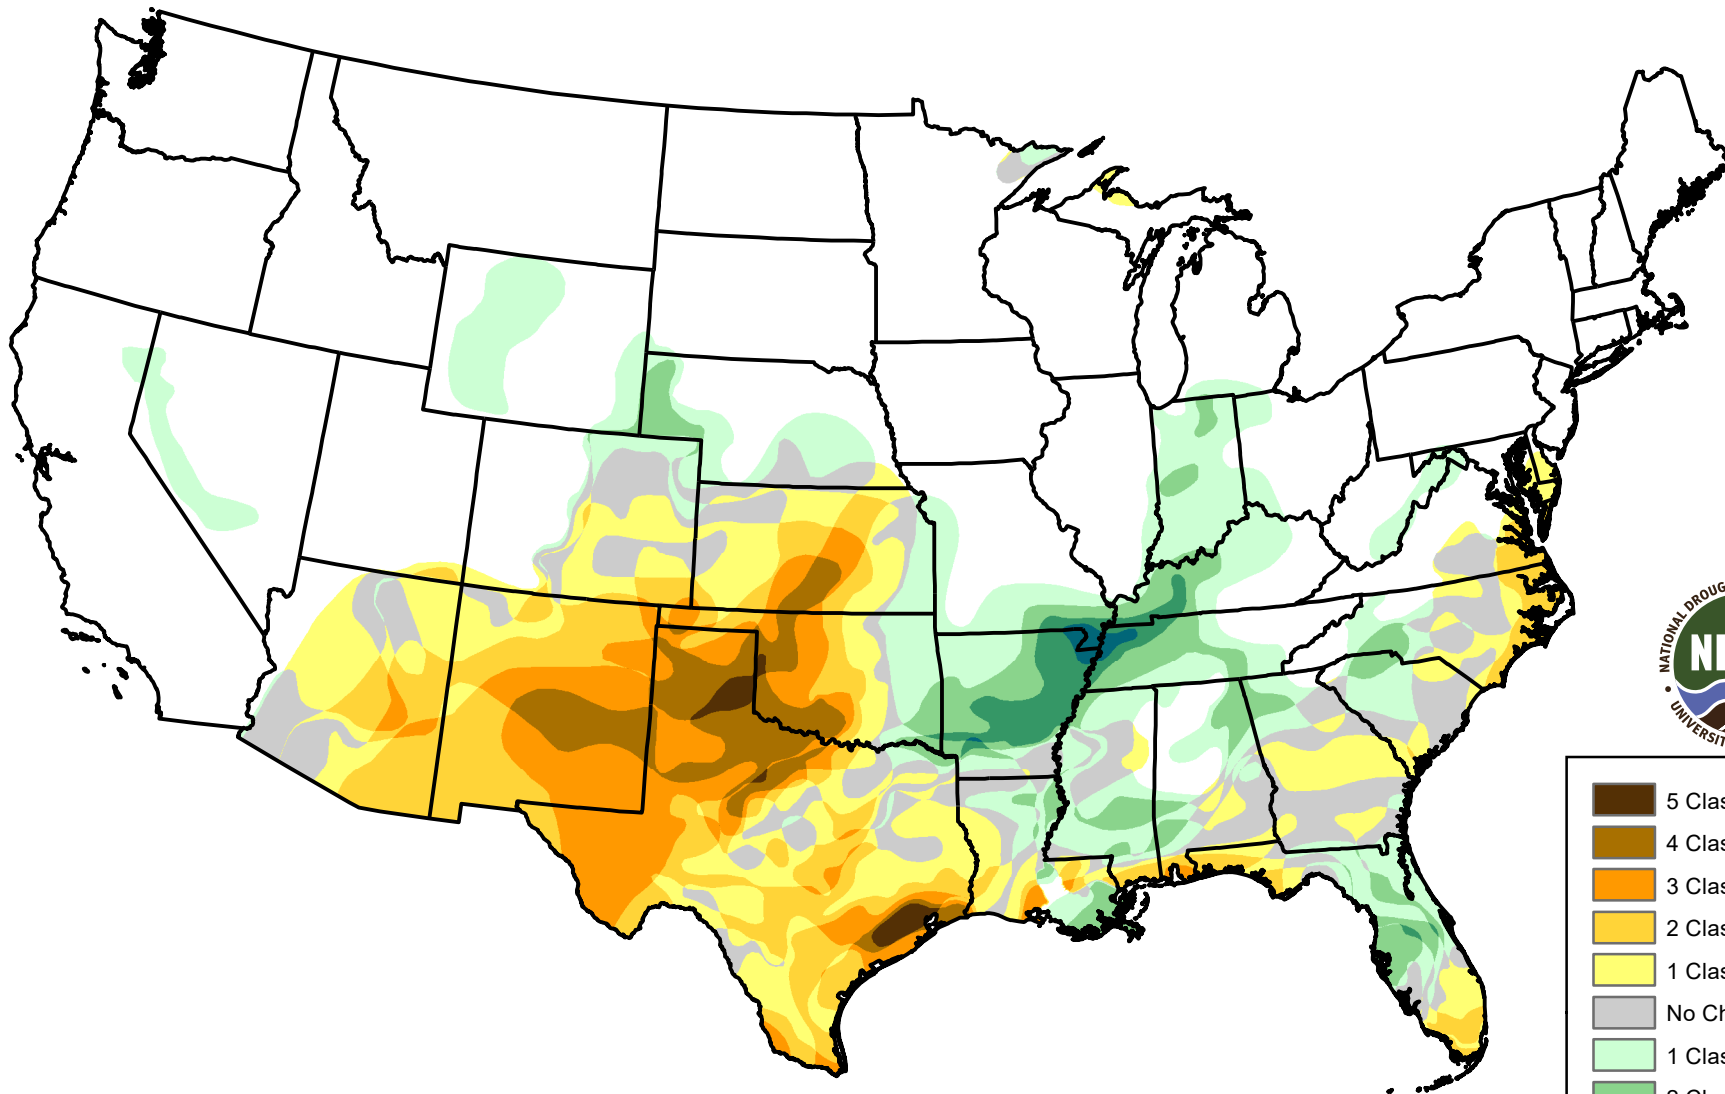 NATIONAL DROUG
UNIVERSIT
5 Clas
4 Clas
3 Clas
2 Clas
1 Clas
No Ch
1 Clas